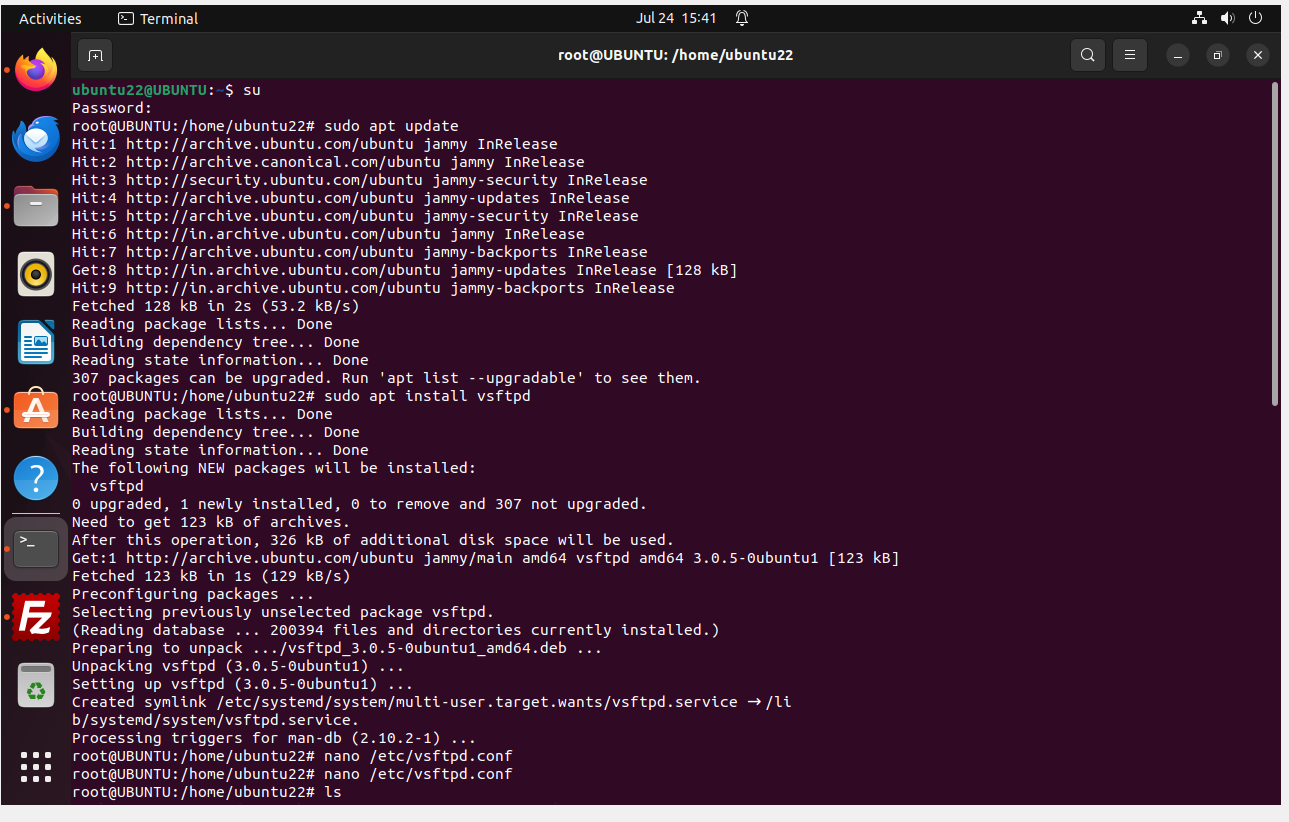 Activities
Terminal
Jul 24 15:41
root@UBUNTU: /home/ubuntu22
ubuntu22@UBUNTU:~$ su
Password:
root@UBUNTU:/home/ubuntu22# sudo apt update
Hit:1 http://archive.ubuntu.com/ubuntu jammy InRelease
Hit:2 http://archive.canonical.com/ubuntu jammy InRelease
Hit:3 http://security.ubuntu.com/ubuntu jammy-security InRelease
Hit:4 http://archive.ubuntu.com/ubuntu jammy-updates InRelease
Hit:5 http://archive.ubuntu.com/ubuntu jammy-security InRelease
Hit:6 http://in.archive.ubuntu.com/ubuntu jammy InRelease
Hit:7 http://archive.ubuntu.com/ubuntu jammy-backports InRelease
Get:8 http://in.archive.ubuntu.com/ubuntu jammy-updates InRelease [128 kB]
Hit:9 http://in.archive.ubuntu.com/ubuntu jammy-backports InRelease
Fetched 128 kB in 2s (53.2 kB/s)
Reading package lists... Done
Building dependency tree... Done
Reading state information... Done
307 packages can be upgraded. Run 'apt list --upgradable' to see them.
root@UBUNTU:/home/ubuntu22# sudo apt install vsftpd
Reading package lists... Done
Building dependency tree... Done
Reading state information... Done
The following NEW packages will be installed:
  vsftpd
0 upgraded, 1 newly installed, 0 to remove and 307 not upgraded.
Need to get 123 kB of archives.
After this operation, 326 kB of additional disk space will be used.
Get:1 http://archive.ubuntu.com/ubuntu jammy/main amd64 vsftpd amd64 3.0.5-0ubuntu1 [123 kB]
Fetched 123 kB in 1s (129 kB/s)
Preconfiguring packages ...
Selecting previously unselected package vsftpd.
(Reading database ... 200394 files and directories currently installed.)
Preparing to unpack .../vsftpd_3.0.5-0ubuntu1_amd64.deb ...
Unpacking vsftpd (3.0.5-0ubuntu1) ...
Setting up vsftpd (3.0.5-0ubuntu1) ...
Created symlink /etc/systemd/system/multi-user.target.wants/vsftpd.service → /li
b/systemd/system/vsftpd.service.
Processing triggers for man-db (2.10.2-1) ...
root@UBUNTU:/home/ubuntu22# nano /etc/vsftpd.conf
root@UBUNTU:/home/ubuntu22# nano /etc/vsftpd.conf
root@UBUNTU:/home/ubuntu22# ls